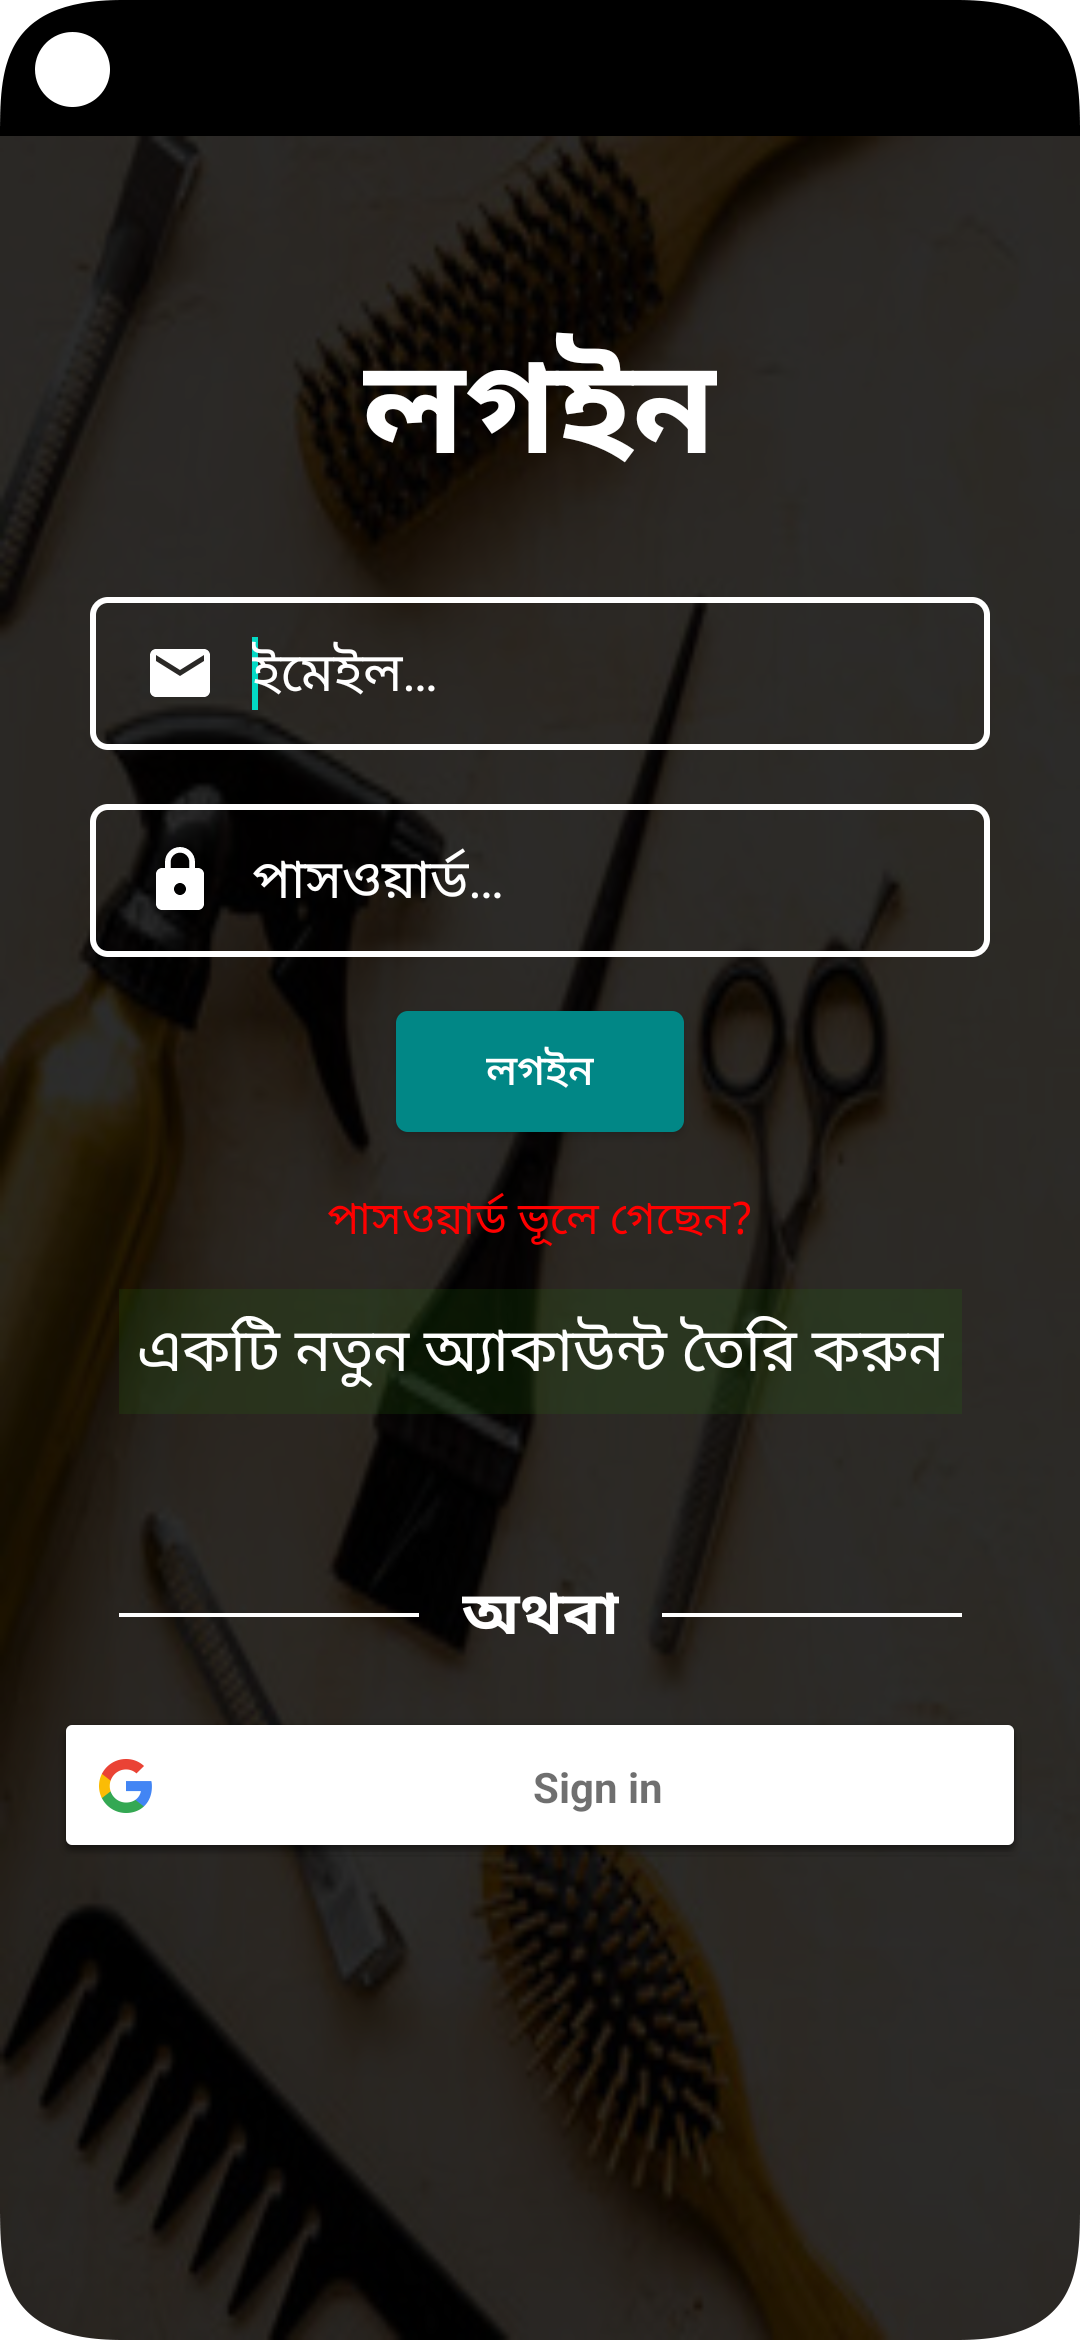 লগইন
ইমেইল...
পাসওয়ার্ড...
লগইন
পাসওয়ার্ড ভূলে গেছেন?
একটি নতুন অ্যাকাউন্ট তৈরি করুন
অথবা
Sign in